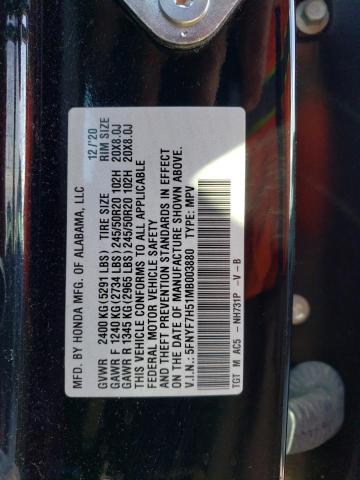 MFD. BY HONDA MFG. OF ALABAMA, LLC 12/'20
GVWR 2400 KG (5291 LBS) TIRE SIZE RIM SIZE
GAWR F 1240 KG (2734 LBS) 245/50R20 102H 20X8.0J
GAWR R 1345 KG (2965 LBS) 245/50R20 102H 20X8.0J
THIS VEHICLE CONFORMS TO ALL APPLICABLE
FEDERAL MOTOR VEHICLE SAFETY
AND THEFT PREVENTION STANDARDS IN EFFECT
ON THE DATE OF MANUFACTURE SHOWN ABOVE.
V.I.N.: 5FNYF7H51MB003880 TYPE: MPV
TGT M AC5 - NH731P -V-B